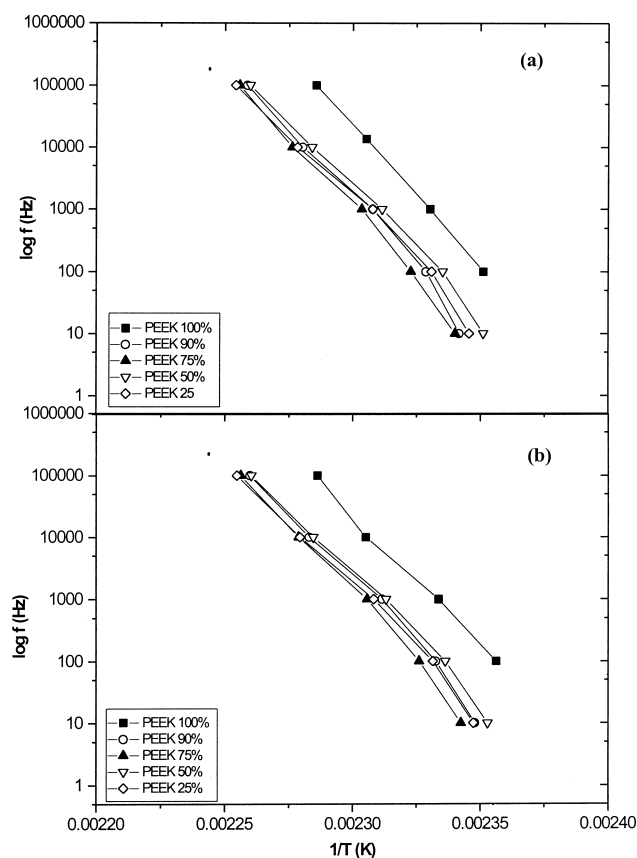 1000000
(a)
100000
10000
1000
log f (Hz)
100
10
1
PEEK 100%
PEEK 90%
PEEK 75%
PEEK 50%
PEEK 25
1000000
(b)
100000
10000
1000
log f (Hz)
100
10
1
PEEK 100%
PEEK 90%
PEEK 75%
PEEK 50%
PEEK 25%
0.00220 0.00225 0.00230 0.00235 0.00240
1/T (K)